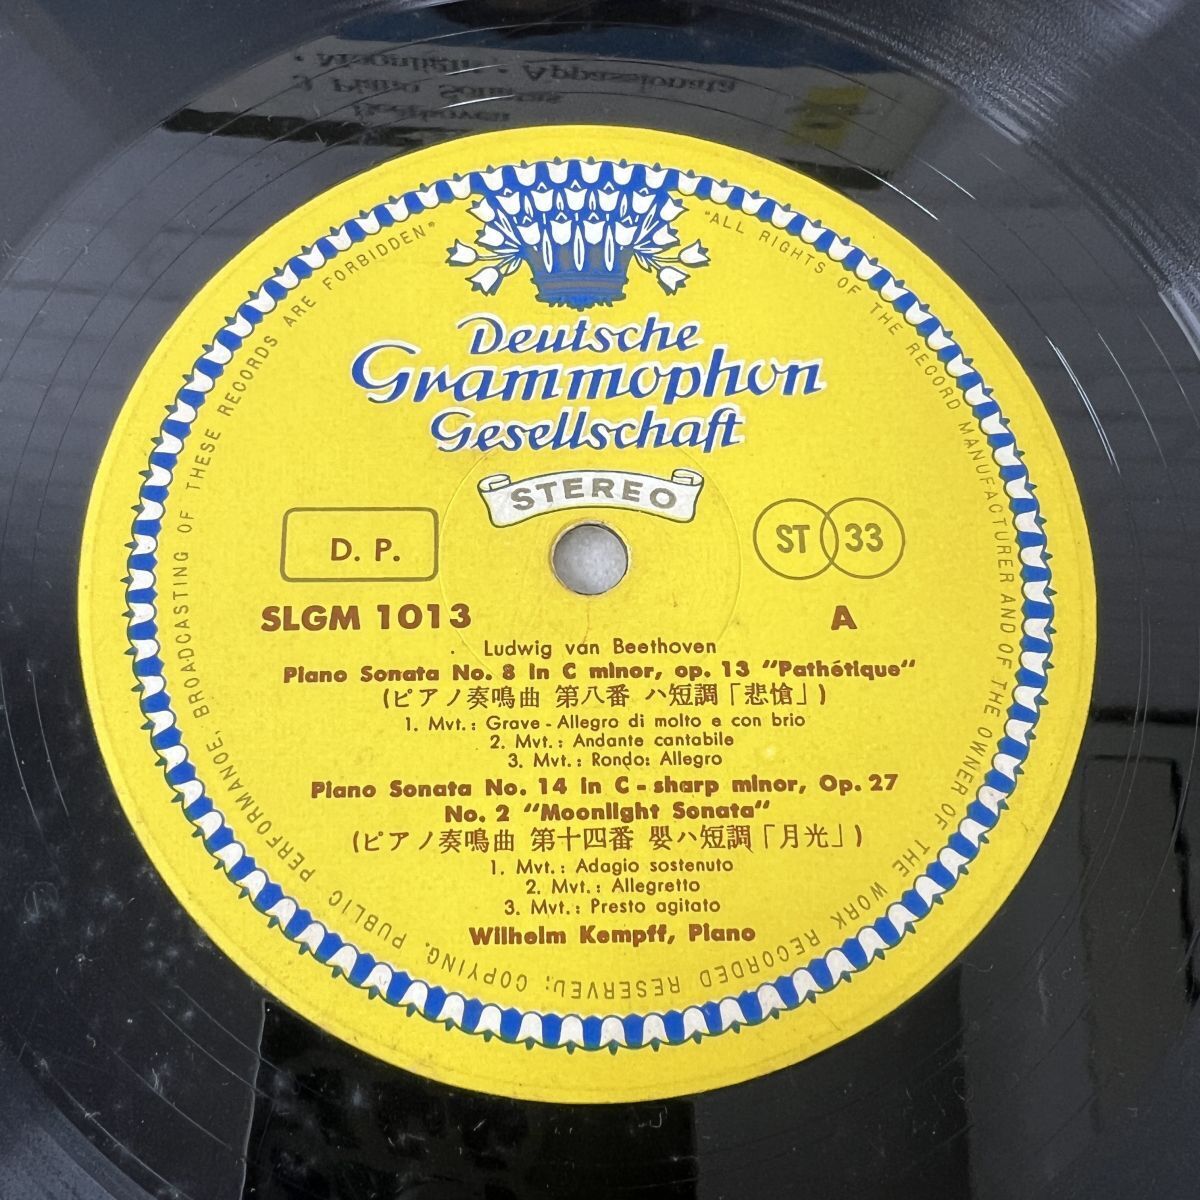 Moonlight · Appassionata
3 Piano Sonatas
Beethoven
"ALL RIGHTS OF THE RECORD MANUFACTURER AND OF THE OWNER OF THE WORK RECORDED RESERVED; COPYING, PUBLIC PERFORMANCE, BROADCASTING OF THESE RECORDS ARE FORBIDDEN"
Deutsche
Grammophon
Gesellschaft
STEREO
D. P.
ST 33
SLGM 1013
A
Ludwig van Beethoven
Piano Sonata No. 8 in C minor, op. 13 "Pathétique"
(ピアノ奏鳴曲 第八番 ハ短調「悲愴」)
1. Mvt.: Grave - Allegro di molto e con brio
2. Mvt.: Andante cantabile
3. Mvt.: Rondo: Allegro
Piano Sonata No. 14 in C - sharp minor, Op. 27
No. 2 "Moonlight Sonata"
(ピアノ奏鳴曲 第十四番 嬰ハ短調「月光」)
1. Mvt.: Adagio sostenuto
2. Mvt.: Allegretto
3. Mvt.: Presto agitato
Wilhelm Kempff, Piano